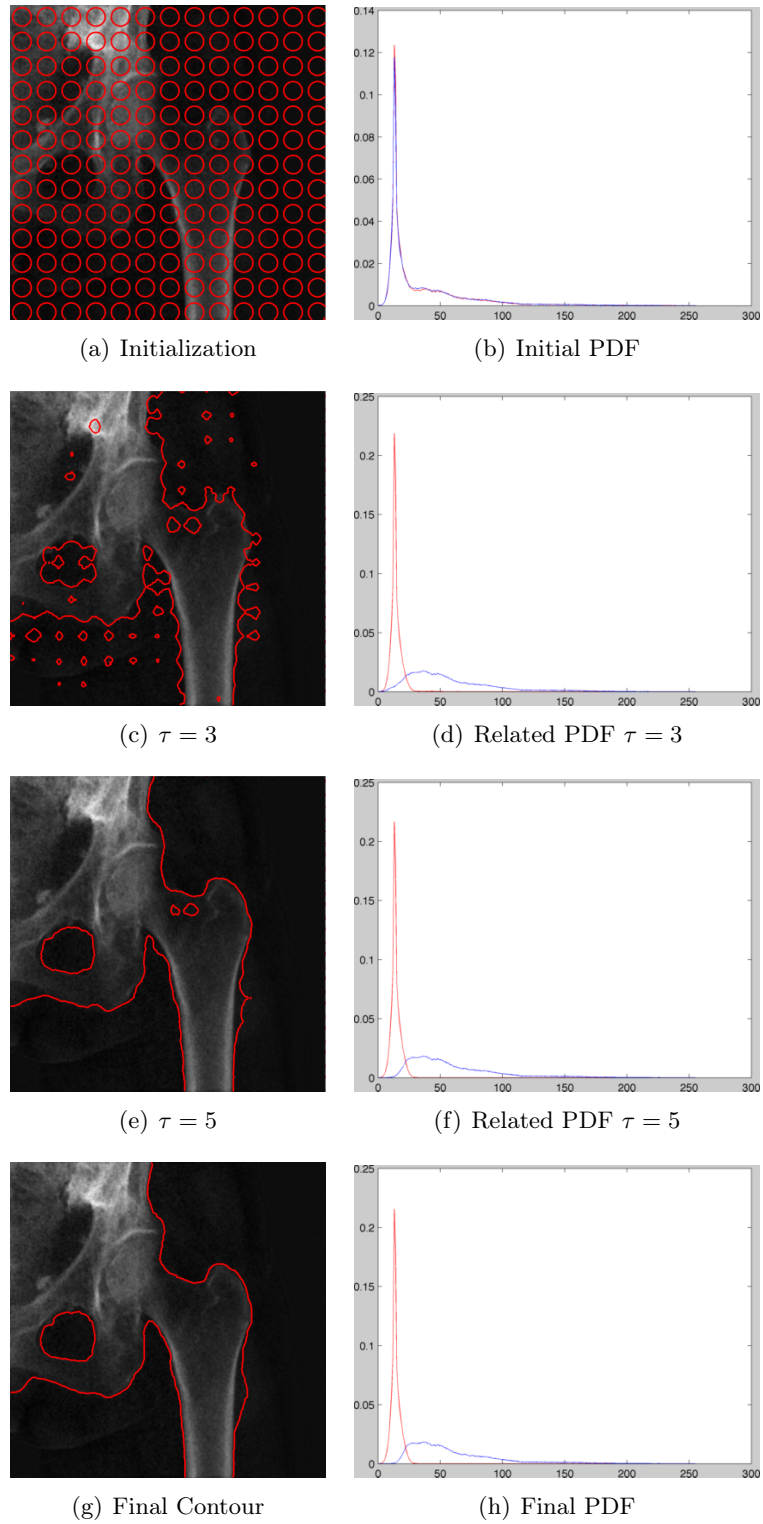 0.14
0.12
0.1
0.08
0.06
0.04
0.02
0
0 50 100 150 200 250 300
(a) Initialization
(b) Initial PDF
0.25
0.2
0.15
0.1
0.05
0
0 50 100 150 200 250 300
(c) τ = 3
(d) Related PDF τ = 3
0.25
0.2
0.15
0.1
0.05
0
0 50 100 150 200 250 300
(e) τ = 5
(f) Related PDF τ = 5
0.25
0.2
0.15
0.1
0.05
0
0 50 100 150 200 250 300
(g) Final Contour
(h) Final PDF